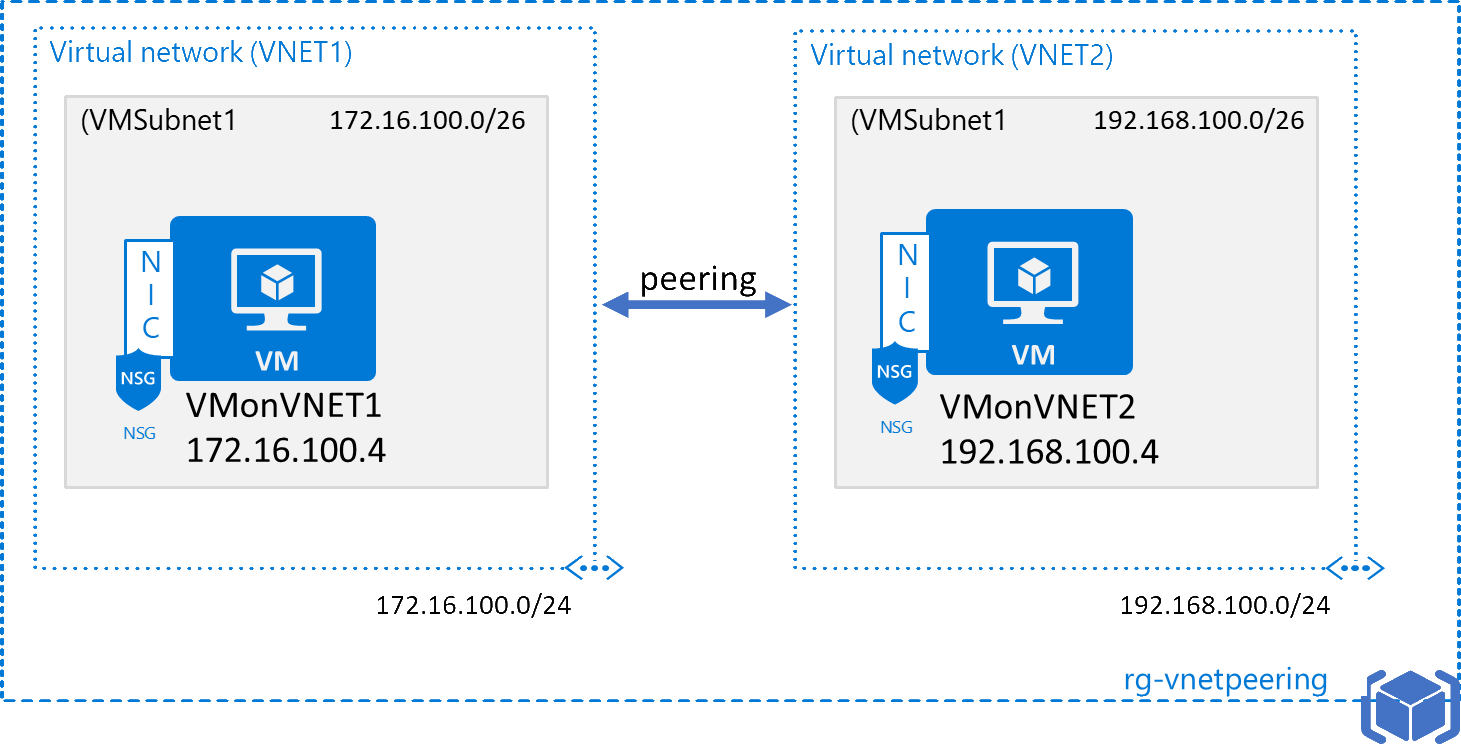 Virtual network (VNET1)
(VMSubnet1 172.16.100.0/26
N
I
C
VM
NSG
NSG
VMonVNET1
172.16.100.4
172.16.100.0/24
peering
Virtual network (VNET2)
(VMSubnet1 192.168.100.0/26
N
I
C
VM
NSG
NSG
VMonVNET2
192.168.100.4
192.168.100.0/24
rg-vnetpeering